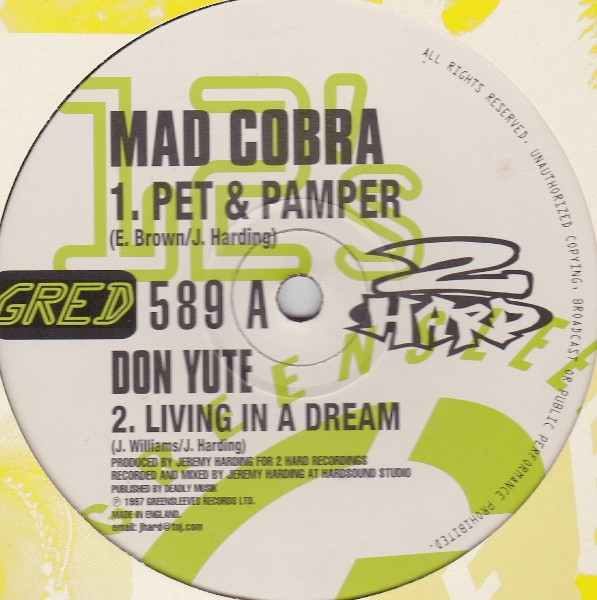 12's
MAD COBRA
1. PET & PAMPER
(E. Brown/J. Harding)
GRED 589 A
2 HARD
DON YUTE
2. LIVING IN A DREAM
(J. Williams/J. Harding)
PRODUCED BY JEREMY HARDING FOR 2 HARD RECORDINGS
RECORDED AND MIXED BY JEREMY HARDING AT HARDSOUND STUDIO
PUBLISHED BY DEADLY MUSIK
℗ 1997 GREENSLEEVES RECORDS LTD.
MADE IN ENGLAND.
email: jhard@toj.com
ALL RIGHTS RESERVED. UNAUTHORIZED COPYING, BROADCAST OR PUBLIC PERFORMANCE PROHIBITED.